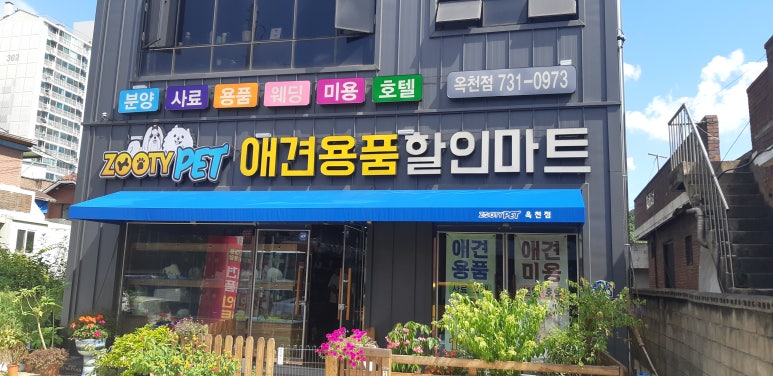 302
분양 사료 용품 웨딩 미용 호텔
옥천점 731-0973
ZOOTY PET 애견용품할인마트
ZOOTY PET 옥천점
애견
용품
애견
미용